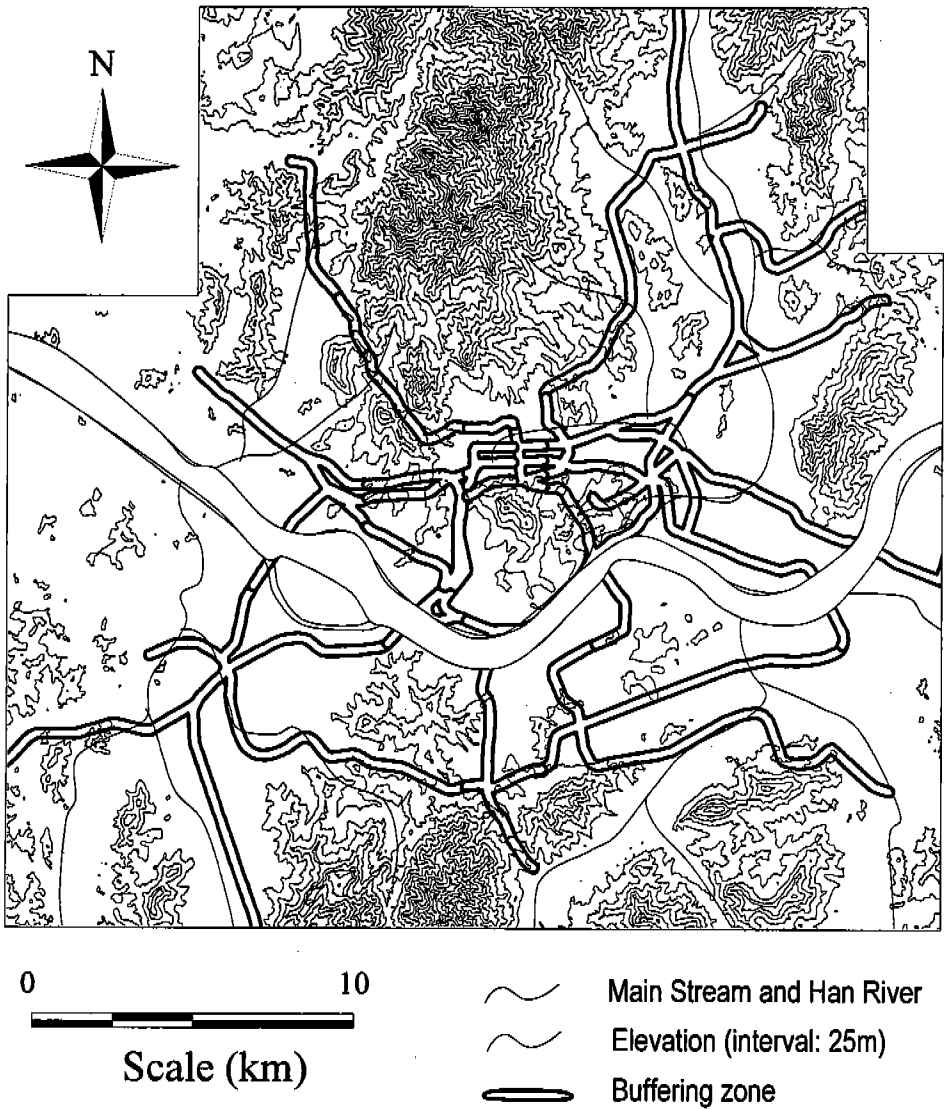 N
0 10
Scale (km)
Main Stream and Han River
Elevation (interval: 25m)
Buffering zone